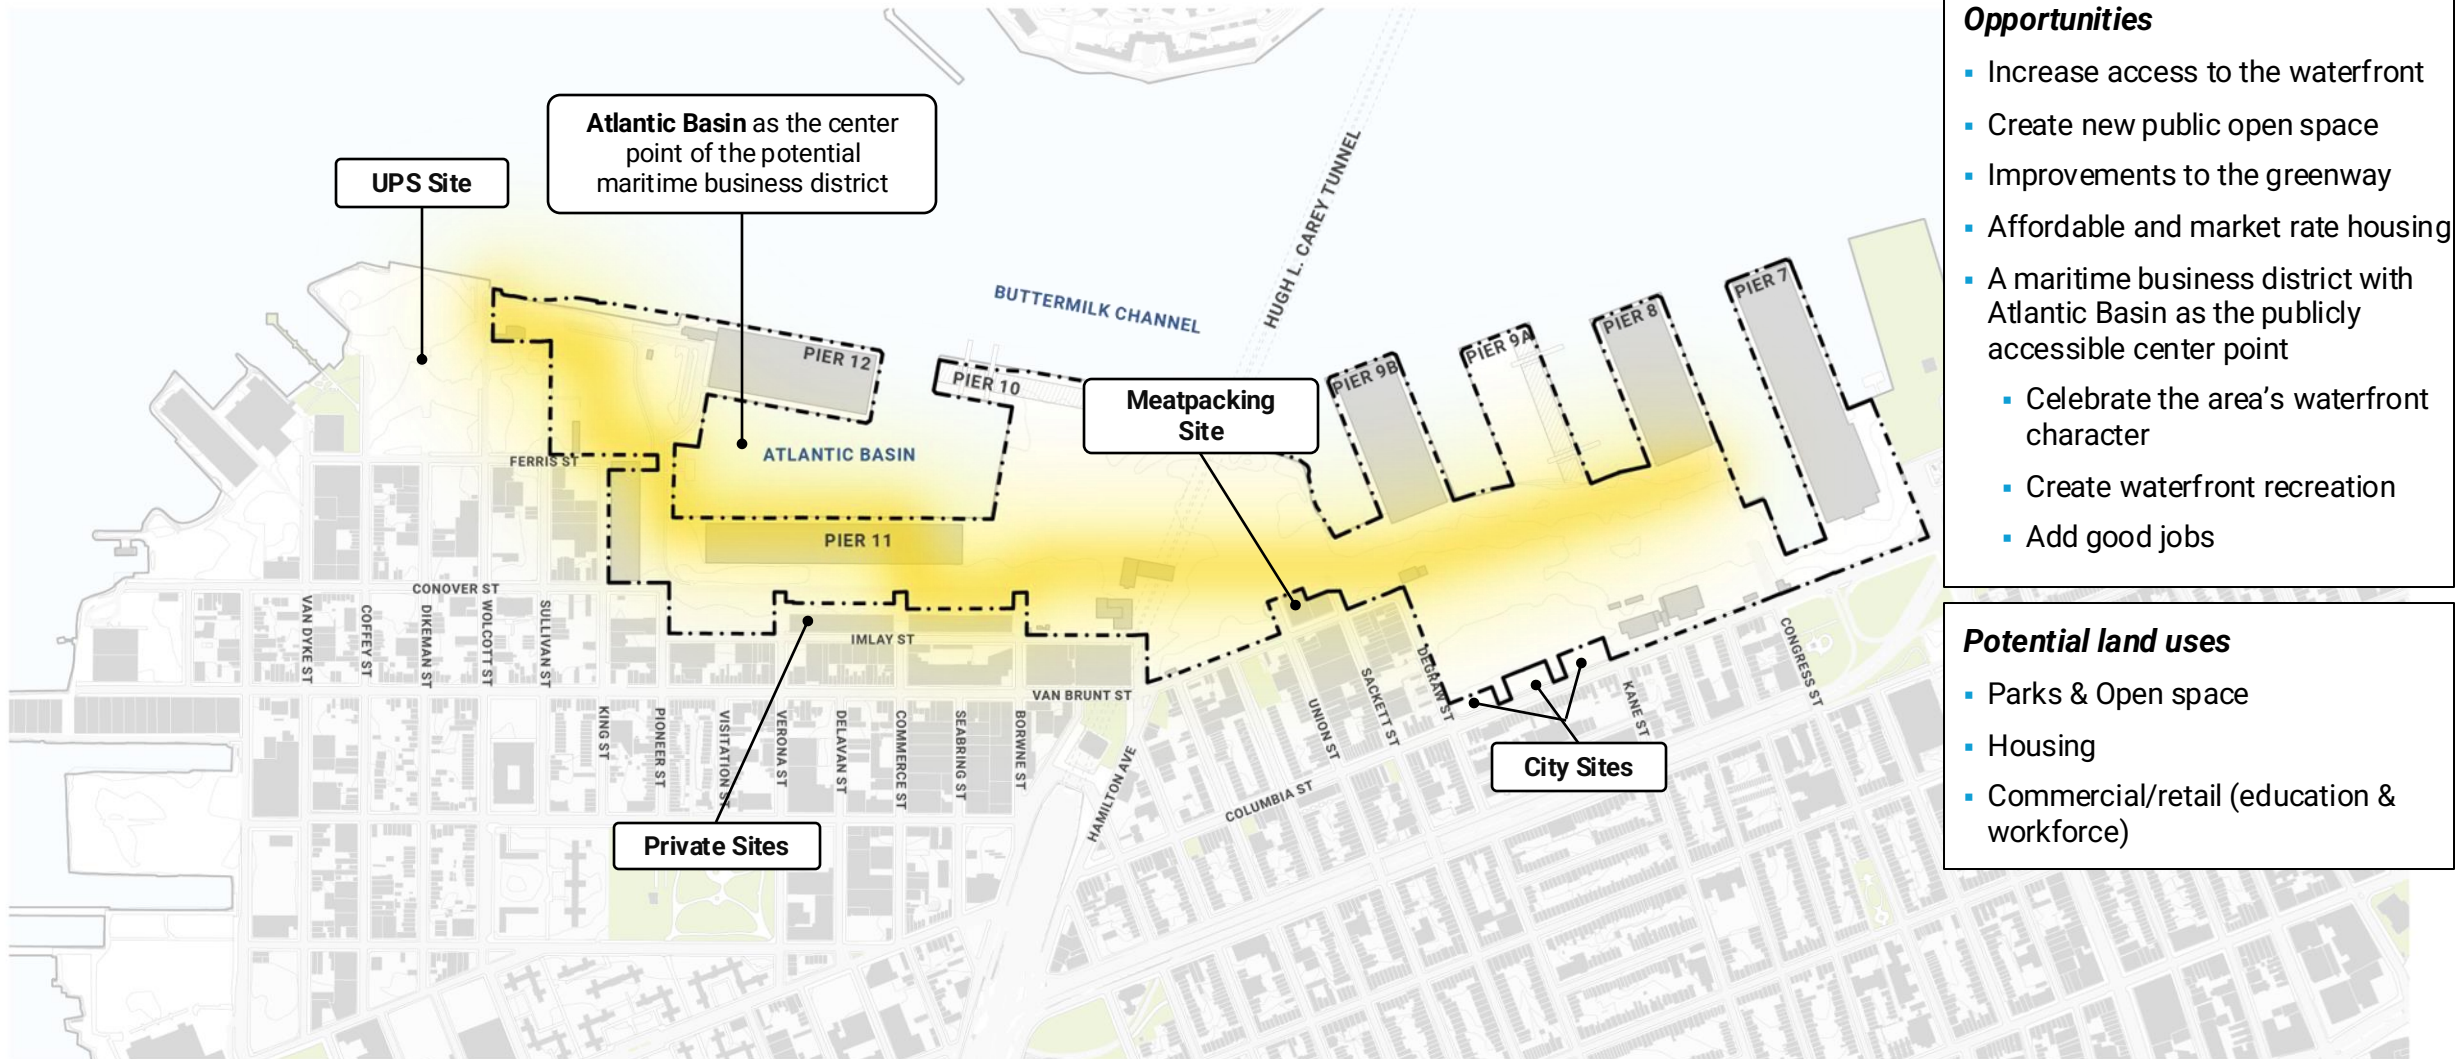 Opportunities
Increase access to the waterfront
Create new public open space
Improvements to the greenway
Affordable and market rate housing
A maritime business district with
Atlantic Basin as the publicly
accessible center point
Celebrate the area's waterfront
character
Create waterfront recreation
Add good jobs
Potential land uses
Parks & Open space
Housing
Commercial/retail (education &
workforce)
UPS Site
Atlantic Basin as the center
point of the potential
maritime business district
Meatpacking
Site
Private Sites
City Sites
HUGH L. CAREY TUNNEL
BUTTERMILK CHANNEL
ATLANTIC BASIN
PIER 12
PIER 10
PIER 11
PIER 9B
PIER 9A
PIER 8
PIER 7
FERRIS ST
CONOVER ST
IMLAY ST
VAN BRUNT ST
VAN DYKE ST
COFFEY ST
DIKEMAN ST
WOLCOTT ST
SULLIVAN ST
KING ST
PIONEER ST
VISITATION ST
VERONA ST
DELAVAN ST
COMMERCE ST
SEABRING ST
BORWNE ST
HAMILTON AVE
COLUMBIA ST
UNION ST
SACKETT ST
DEGRAW ST
KANE ST
CONGRESS ST